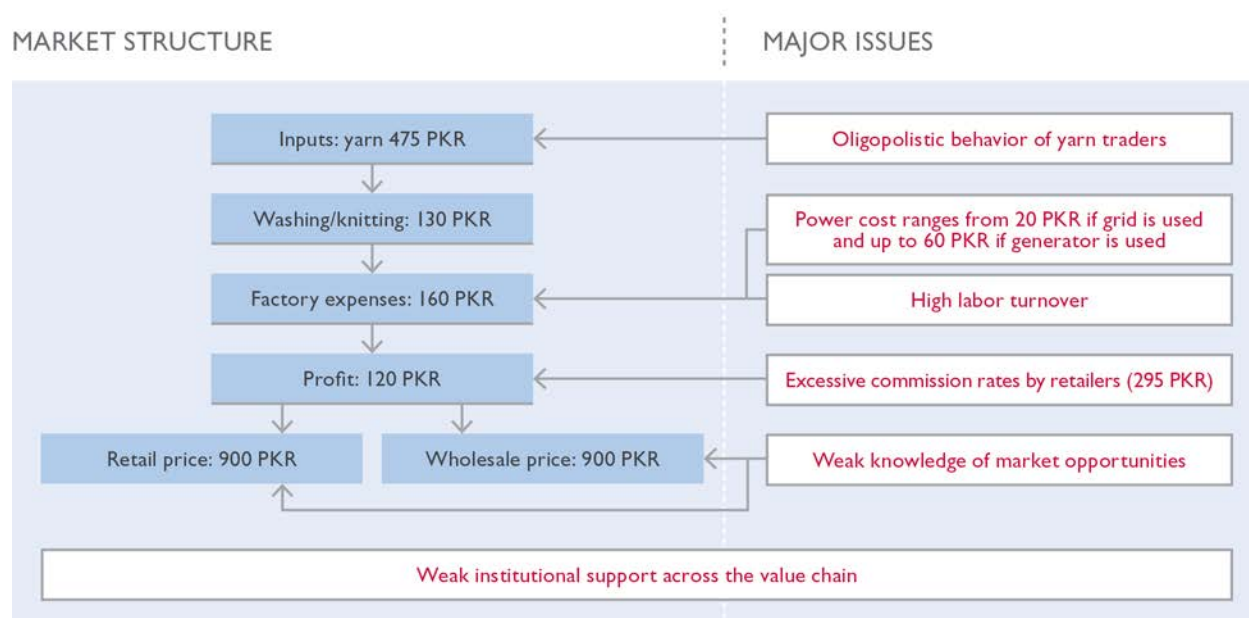 MARKET STRUCTURE
MAJOR ISSUES
Inputs: yarn 475 PKR
Oligopolistic behavior of yarn traders
Washing/knitting: 130 PKR
Power cost ranges from 20 PKR if grid is used
and up to 60 PKR if generator is used
Factory expenses: 160 PKR
High labor turnover
Profit: 120 PKR
Excessive commission rates by retailers (295 PKR)
Retail price: 900 PKR
Wholesale price: 900 PKR
Weak knowledge of market opportunities
Weak institutional support across the value chain